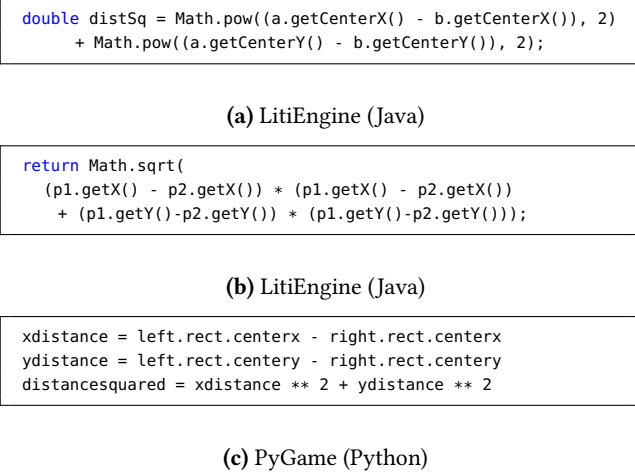 double distSq = Math.pow((a.getCenterX() - b.getCenterX()), 2)
+ Math.pow((a.getCenterY() - b.getCenterY()), 2);
(a) LitiEngine (Java)
return Math.sqrt(
(p1.getX() - p2.getX()) * (p1.getX() - p2.getX())
+ (p1.getY()-p2.getY()) * (p1.getY()-p2.getY()));
(b) LitiEngine (Java)
xdistance = left.rect.centerx - right.rect.centerx
ydistance = left.rect.centery - right.rect.centery
distancesquared = xdistance ** 2 + ydistance ** 2
(c) PyGame (Python)